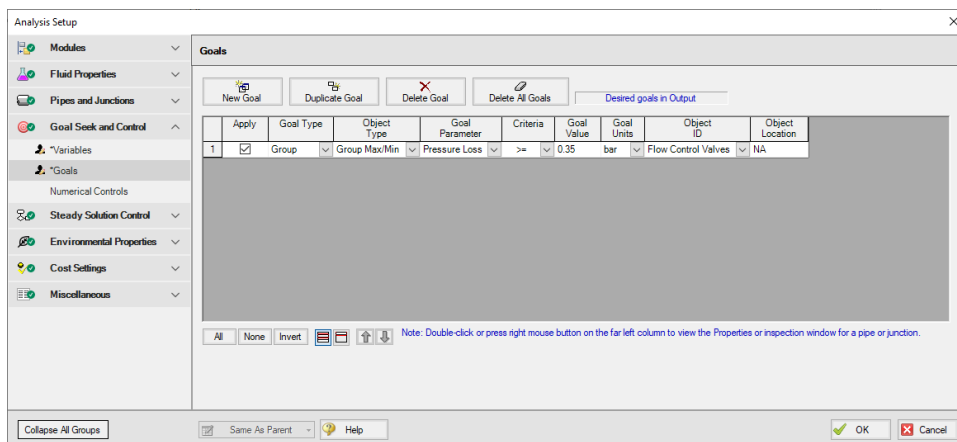 Analysis Setup
Modules
Fluid Properties
Pipes and Junctions
Goal Seek and Control
*Variables
*Goals
Numerical Controls
Steady Solution Control
Environmental Properties
Cost Settings
Miscellaneous
Collapse All Groups
Goals
New Goal Duplicate Goal Delete Goal Delete All Goals Desired goals in Output
Apply Goal Type Object Type Goal Parameter Criteria Goal Value Goal Units Object ID Object Location
1 Group Group Max/Min Pressure Loss >= 0.35 bar Flow Control Valves NA
All None Invert Note: Double-click or press right mouse button on the far left column to view the Properties or inspection window for a pipe or junction.
Same As Parent Help OK Cancel